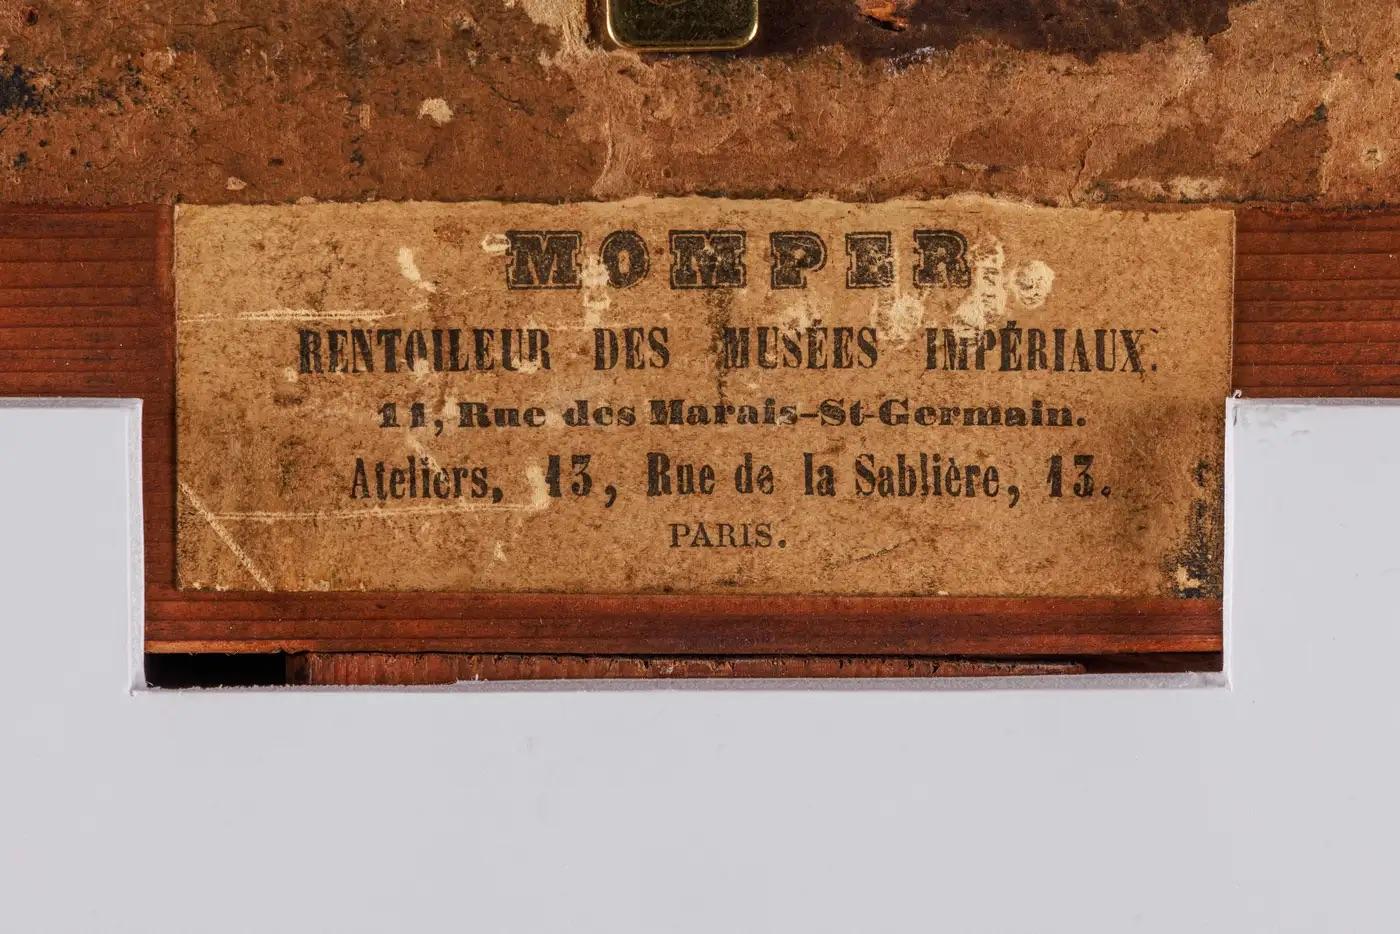 MOMPER
RENTOILEUR DES MUSÉES IMPÉRIAUX.
11, Rue des Marais-St-Germain.
Ateliers, 13, Rue de la Sablière, 13.
PARIS.